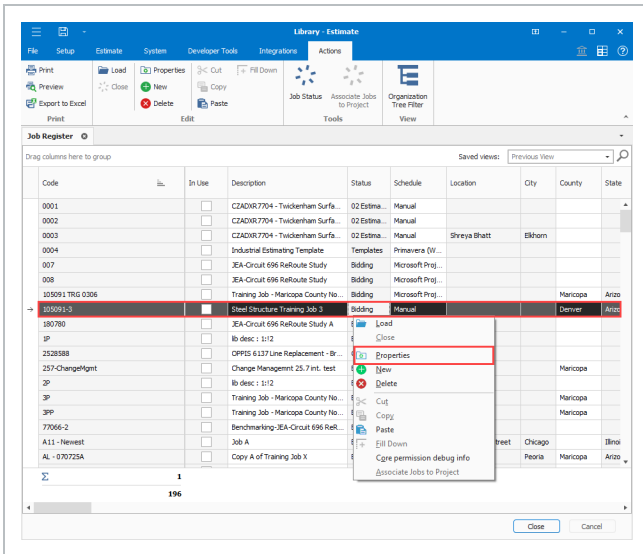 Library - Estimate
File Setup Estimate System Developer Tools Integrations Actions
Print Load Properties Cut Fill Down
Preview Close New Copy Job Status Associate Jobs to Project Organization Tree Filter
Export to Excel Delete Paste
Print Edit Tools View
Job Register
Drag columns here to group Saved views: Previous View
Code In Use Description Status Schedule Location City County State
0001 CZADXR7704 - Twickenham Surfa... 02 Estima... Manual
0002 CZADXR7704 - Twickenham Surfa... 02 Estima... Manual
0003 CZADXR7704 - Twickenham Surfa... 02 Estima... Manual Shreya Bhatt Elkhorn
0004 Industrial Estimating Template Templates Primavera (W...
007 JEA-Circuit 696 ReRoute Study Bidding Microsoft Proj...
008 JEA-Circuit 696 ReRoute Study Bidding Microsoft Proj...
105091 TRG 0306 Training Job - Maricopa County No... Bidding Microsoft Proj... Maricopa Arizo
105091-3 Steel Structure Training Job 3 Bidding Manual Denver Arizo
180780 JEA-Circuit 696 ReRoute Study A
1P lib desc : 1:!2
2528588 OPPIS 6137 Line Replacement - Br...
257-ChangeMgmt Change Managemnt 25.7 int. test Maricopa
2P lib desc : 1:!2
3P Training Job - Maricopa County No... Maricopa
3PP Training Job - Maricopa County No... Maricopa
77066-2 Benchmarking-JEA-Circuit 696 ReR...
A11 - Newest Job A treet Chicago Illinoi
AL - 070725A Copy A of Training Job X Peoria Maricopa Arizo
Load
Close
Properties
New
Delete
Cut
Copy
Paste
Fill Down
Core permission debug info
Associate Jobs to Project
Σ 1
196
Close Cancel